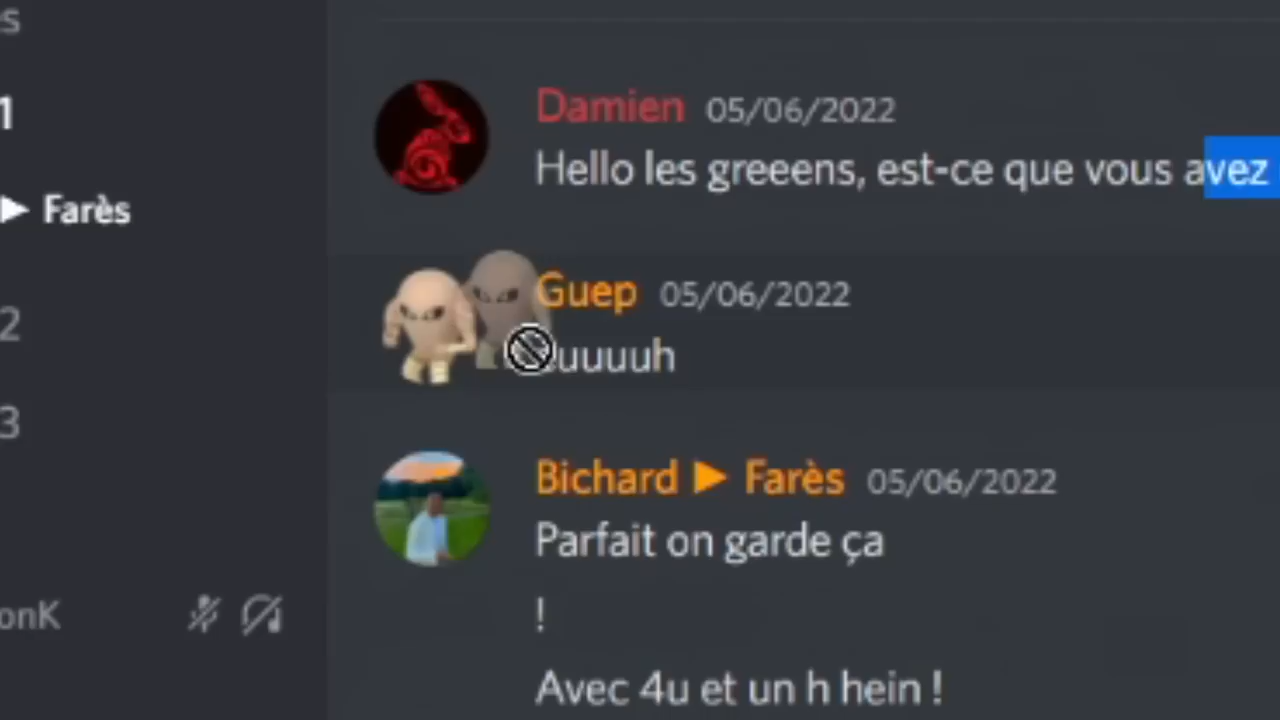 es
1
Damien 05/06/2022
Hello les greeens, est-ce que vous avez
▶ Farès
Guep 05/06/2022
2
uuuuh
3
Bichard ▶ Farès 05/06/2022
Parfait on garde ça
!
onK
Avec 4u et un h hein !